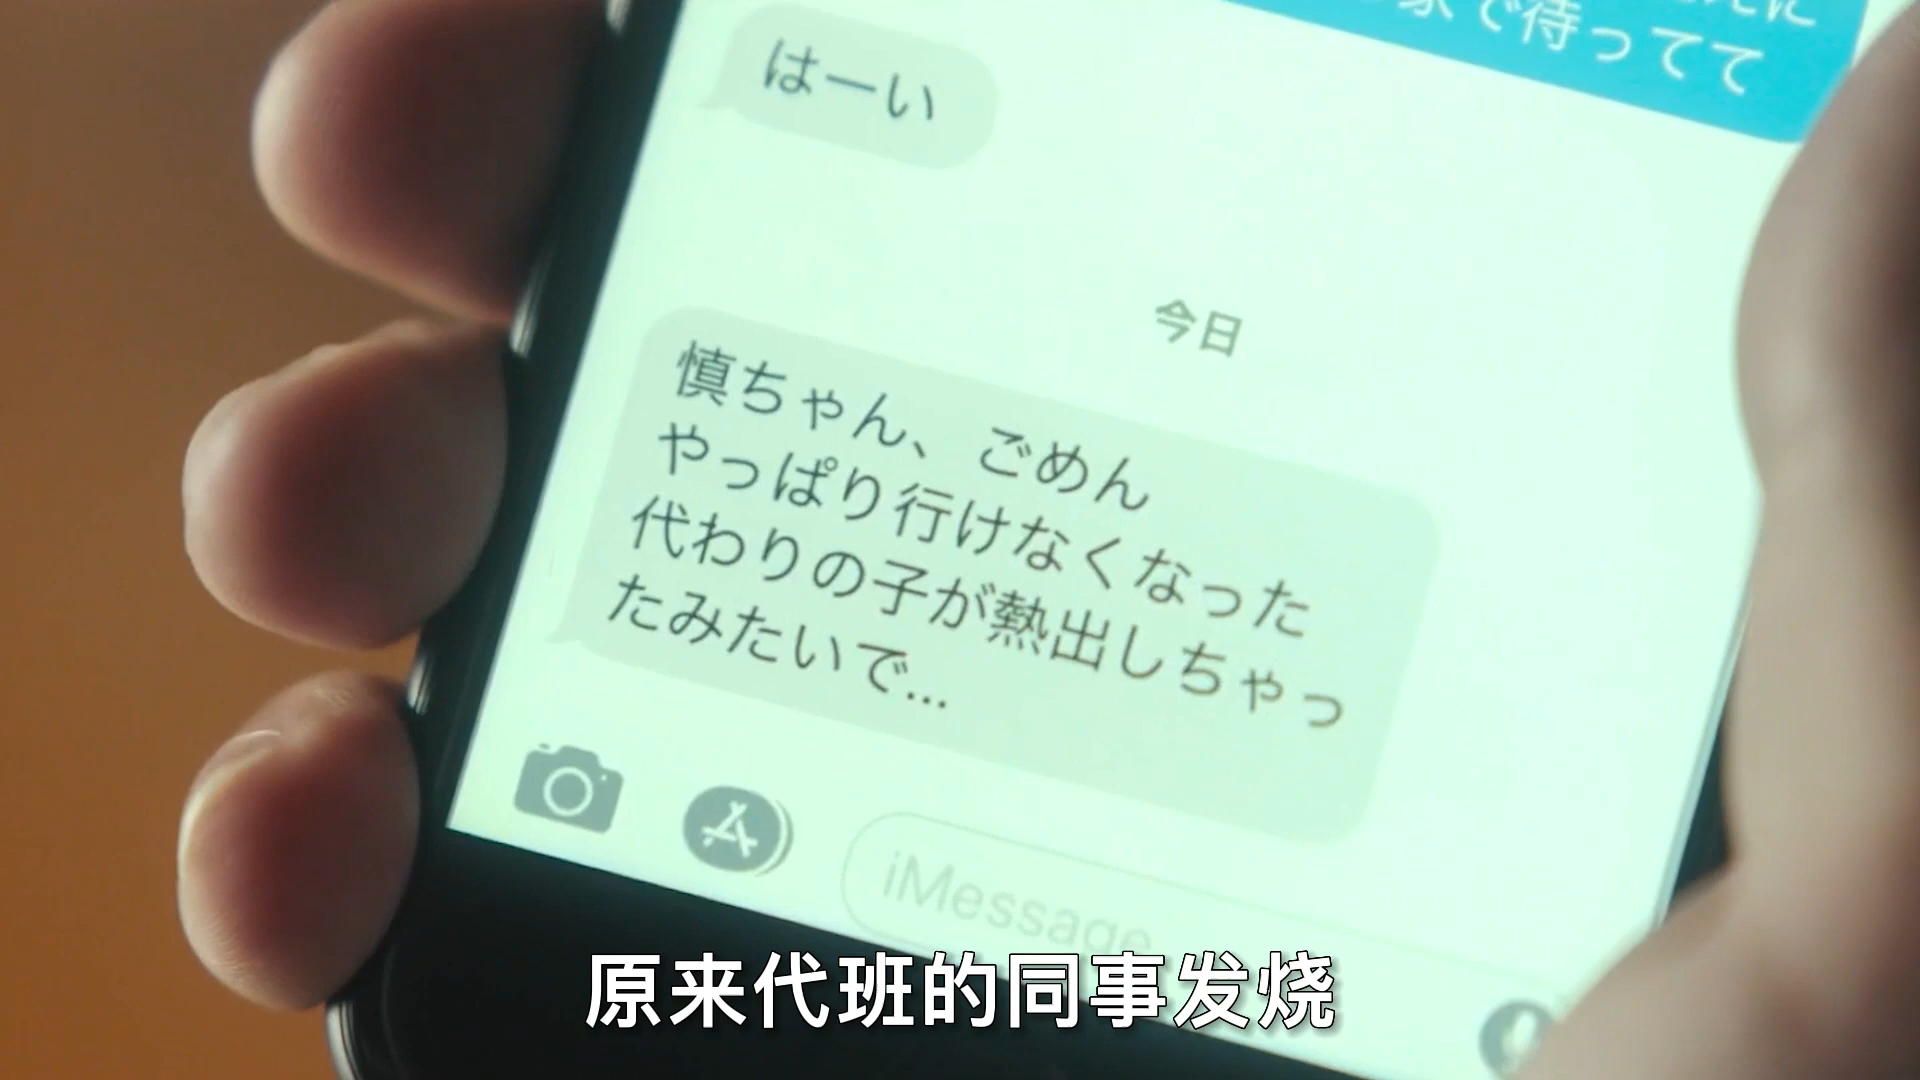 で待ってて
はーい
今日
慎ちゃん、ごめん
やっぱり行けなくなった
代わりの子が熱出しちゃっ
たみたいで...
iMessage
原来代班的同事发烧